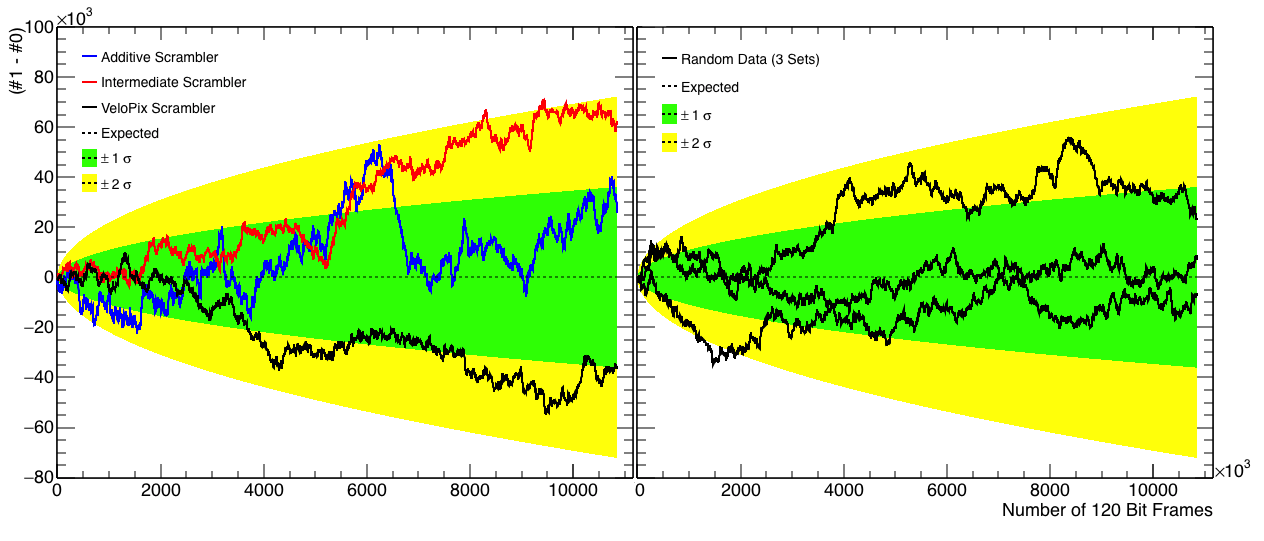 ×10³
(#1 - #0)
100
80
60
40
20
0
−20
−40
−60
−80
Additive Scrambler
Intermediate Scrambler
VeloPix Scrambler
Expected
± 1 σ
± 2 σ
0 2000 4000 6000 8000 10000
Random Data (3 Sets)
Expected
± 1 σ
± 2 σ
0 2000 4000 6000 8000 10000
×10³
Number of 120 Bit Frames